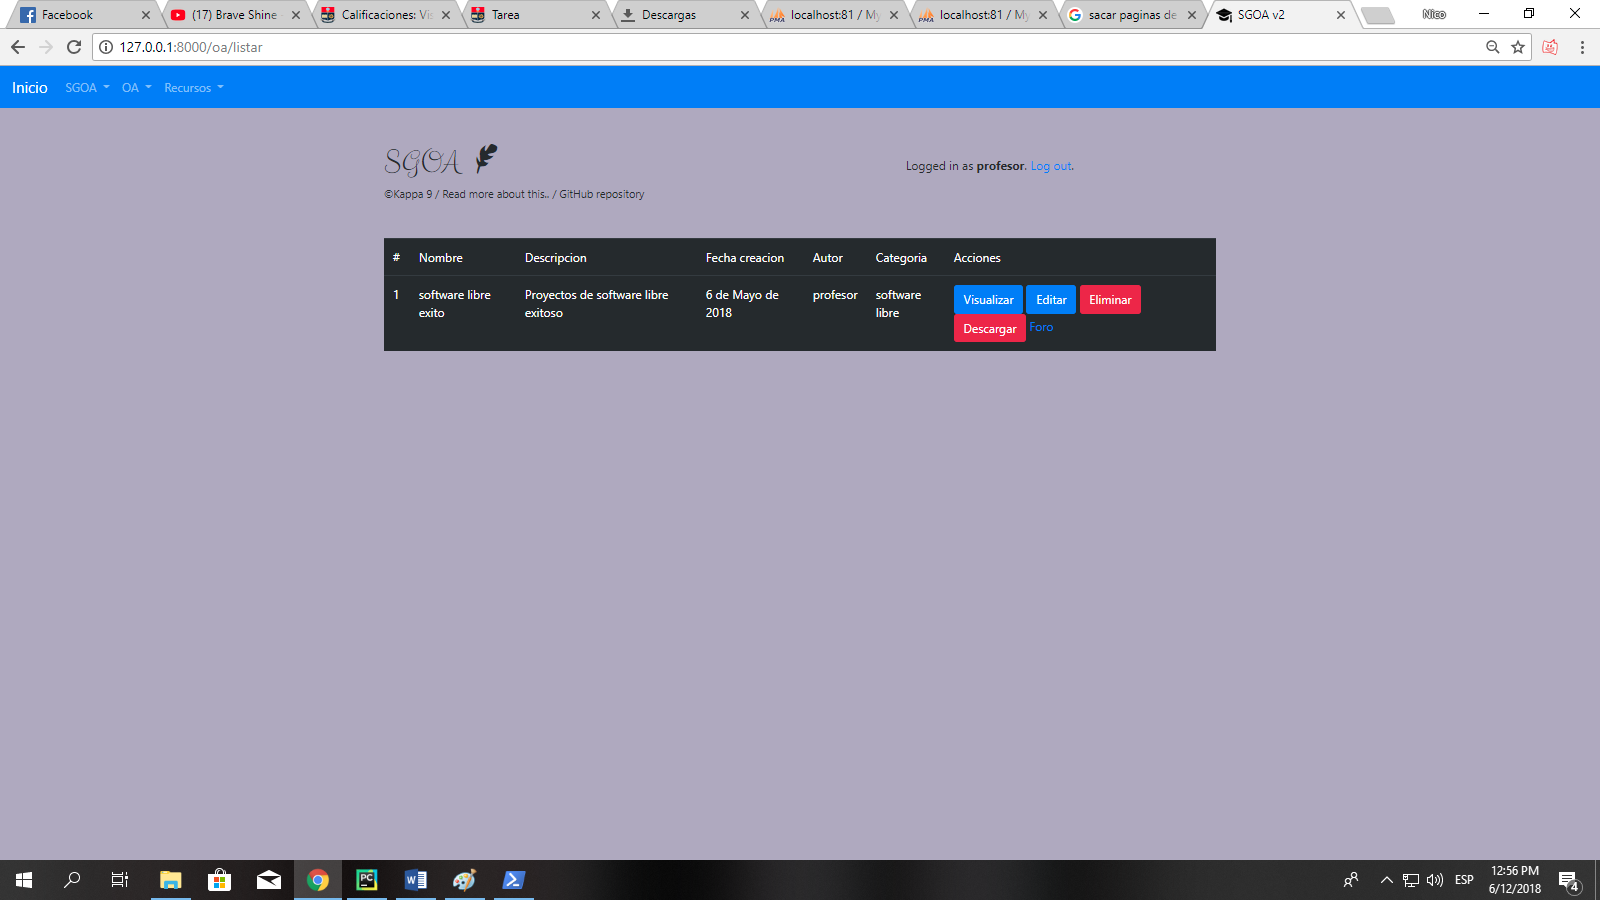 Facebook
(17) Brave Shine -
Calificaciones: Vis
Tarea
Descargas
localhost:81 / My
localhost:81 / My
sacar paginas de
SGOA v2
Nico
127.0.0.1:8000/oa/listar
Inicio SGOA OA Recursos
SGOA
Logged in as profesor. Log out.
©Kappa 9 / Read more about this.. / GitHub repository
# Nombre Descripcion Fecha creacion Autor Categoria Acciones
1 software libre exito Proyectos de software libre exitoso 6 de Mayo de 2018 profesor software libre Visualizar Editar Eliminar
Descargar Foro
ESP
12:56 PM
6/12/2018
4